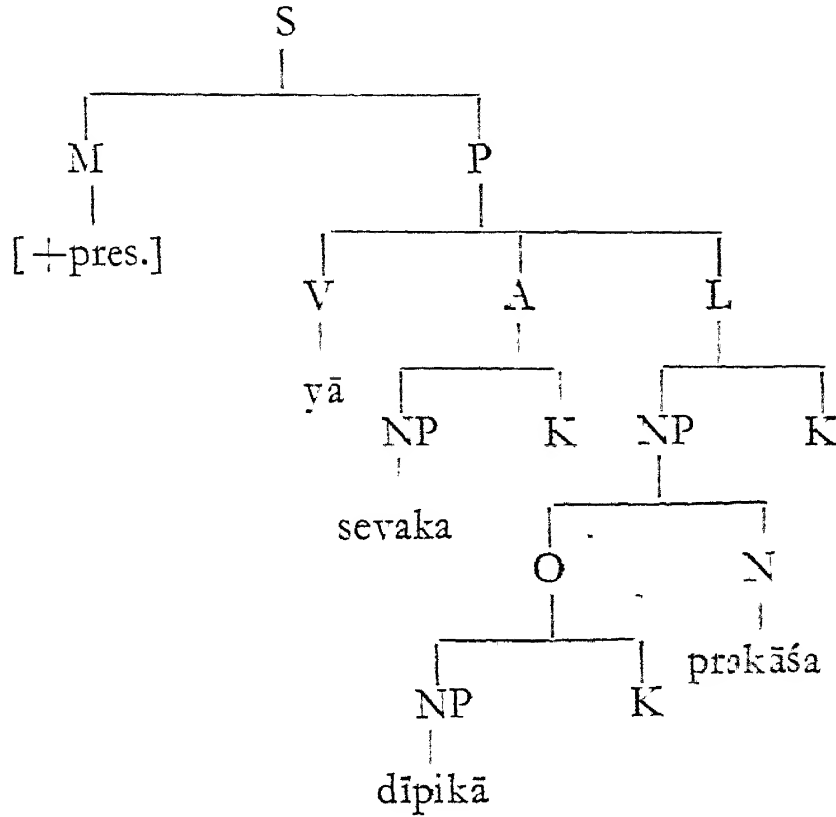 S
M P
[+pres.]
V A L
yā
NP K NP K
sevaka
O N
prakāśa
NP K
dīpikā